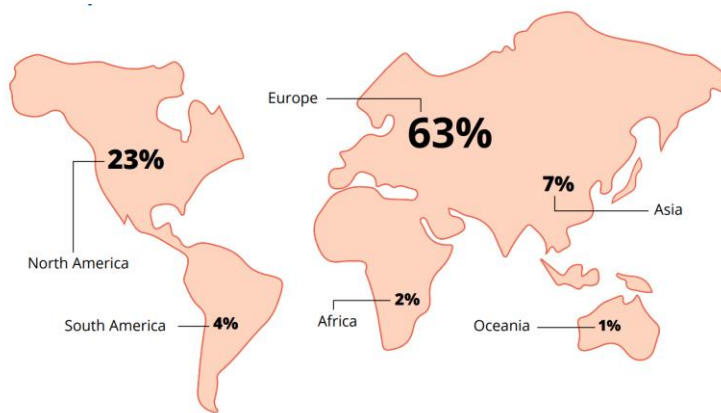 Europe
63%
23%
7%
Asia
North America
2%
Africa
South America
4%
Oceania
1%